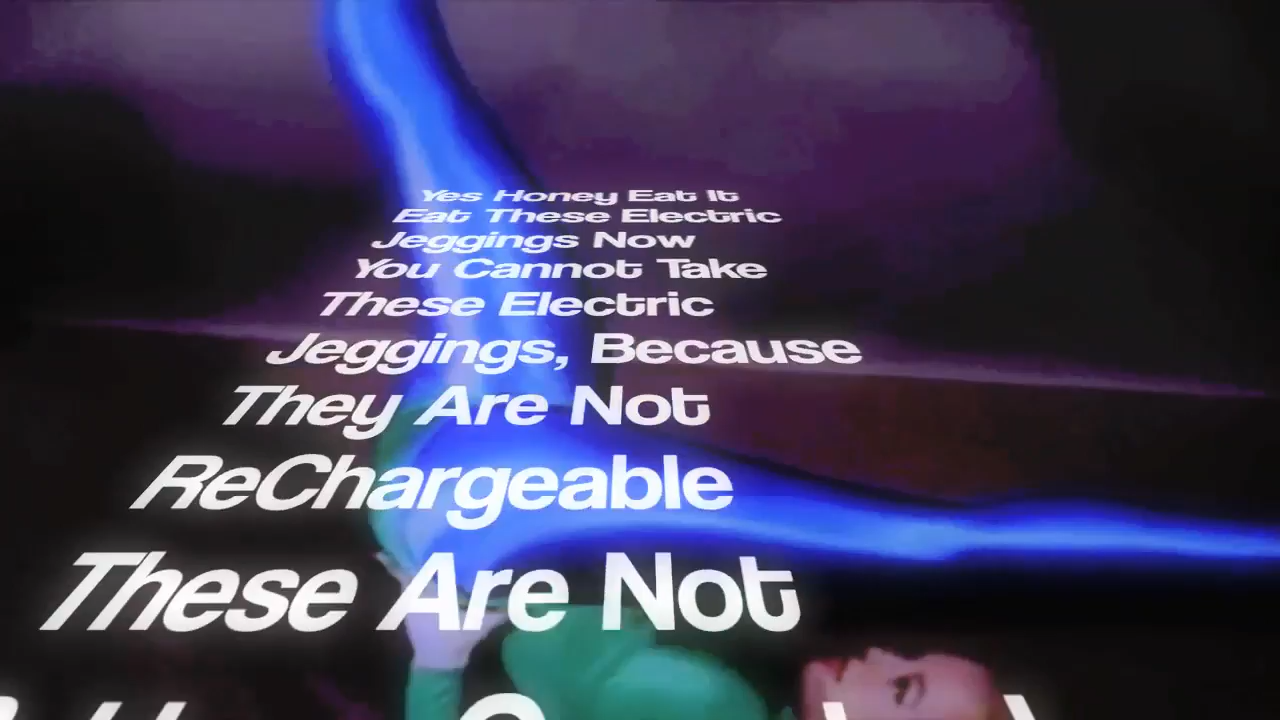 Yes Honey Eat It
Eat These Electric
Jeggings Now
You Cannot Take
These Electric
Jeggings, Because
They Are Not
ReChargeable
These Are Not